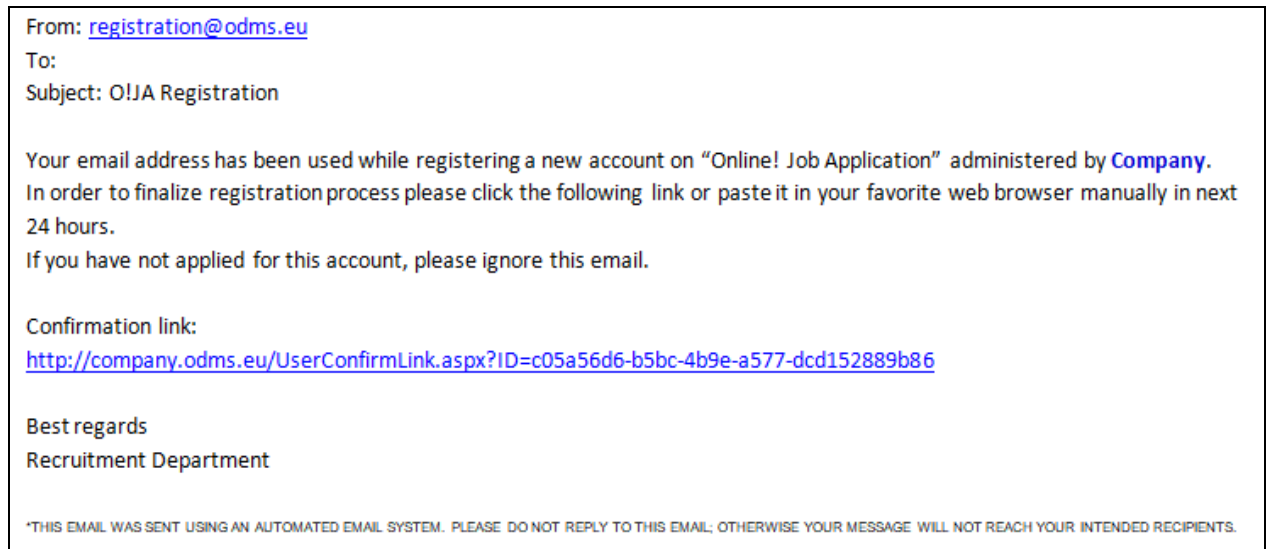 From: registration@odms.eu
To:
Subject: O!JA Registration
Your email address has been used while registering a new account on “Online! Job Application” administered by Company.
In order to finalize registration process please click the following link or paste it in your favorite web browser manually in next
24 hours.
If you have not applied for this account, please ignore this email.
Confirmation link:
http://company.odms.eu/UserConfirmLink.aspx?ID=c05a56d6-b5bc-4b9e-a577-dcd152889b86
Best regards
Recruitment Department
*THIS EMAIL WAS SENT USING AN AUTOMATED EMAIL SYSTEM. PLEASE DO NOT REPLY TO THIS EMAIL; OTHERWISE YOUR MESSAGE WILL NOT REACH YOUR INTENDED RECIPIENTS.